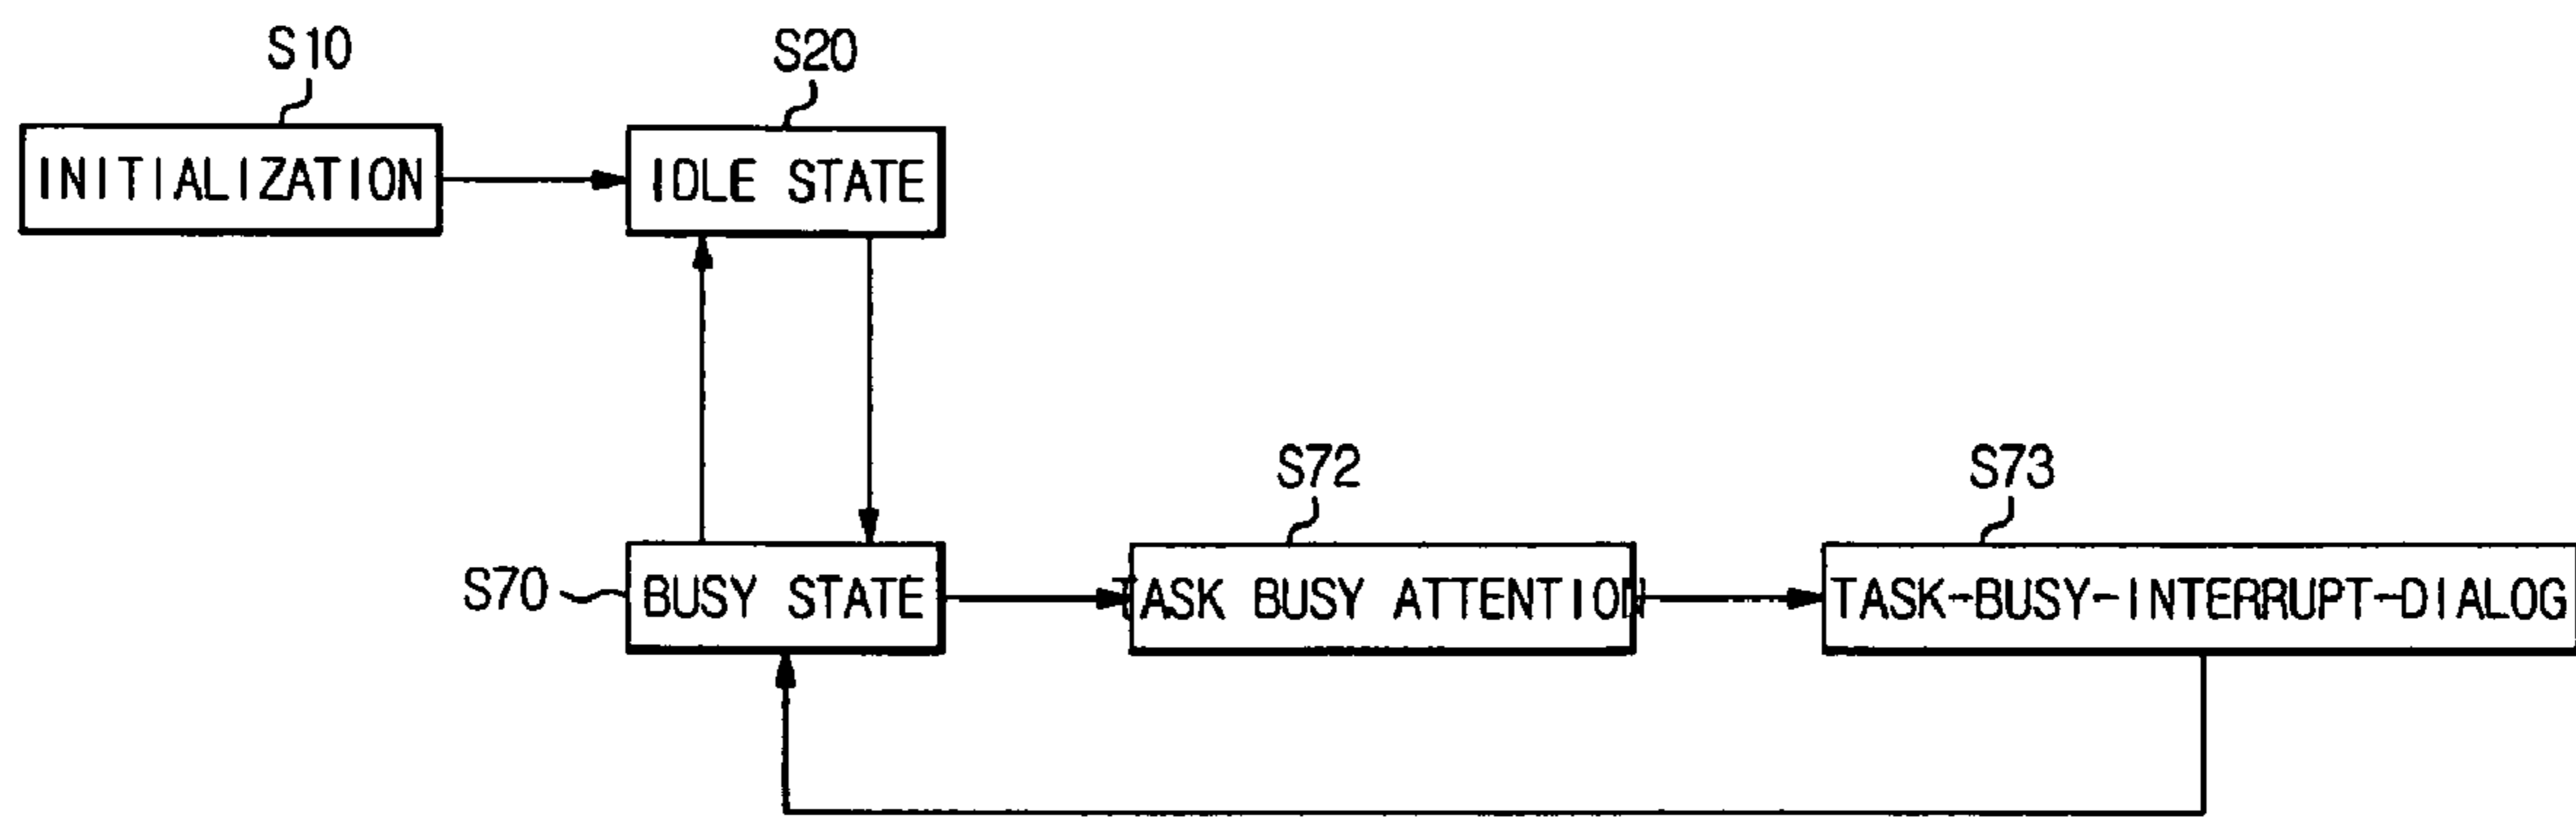 S10
S20
INITIALIZATION
IDLE STATE
S72
S73
S70
BUSY STATE
TASK BUSY ATTENTION
TASK-BUSY-INTERRUPT-DIALOG